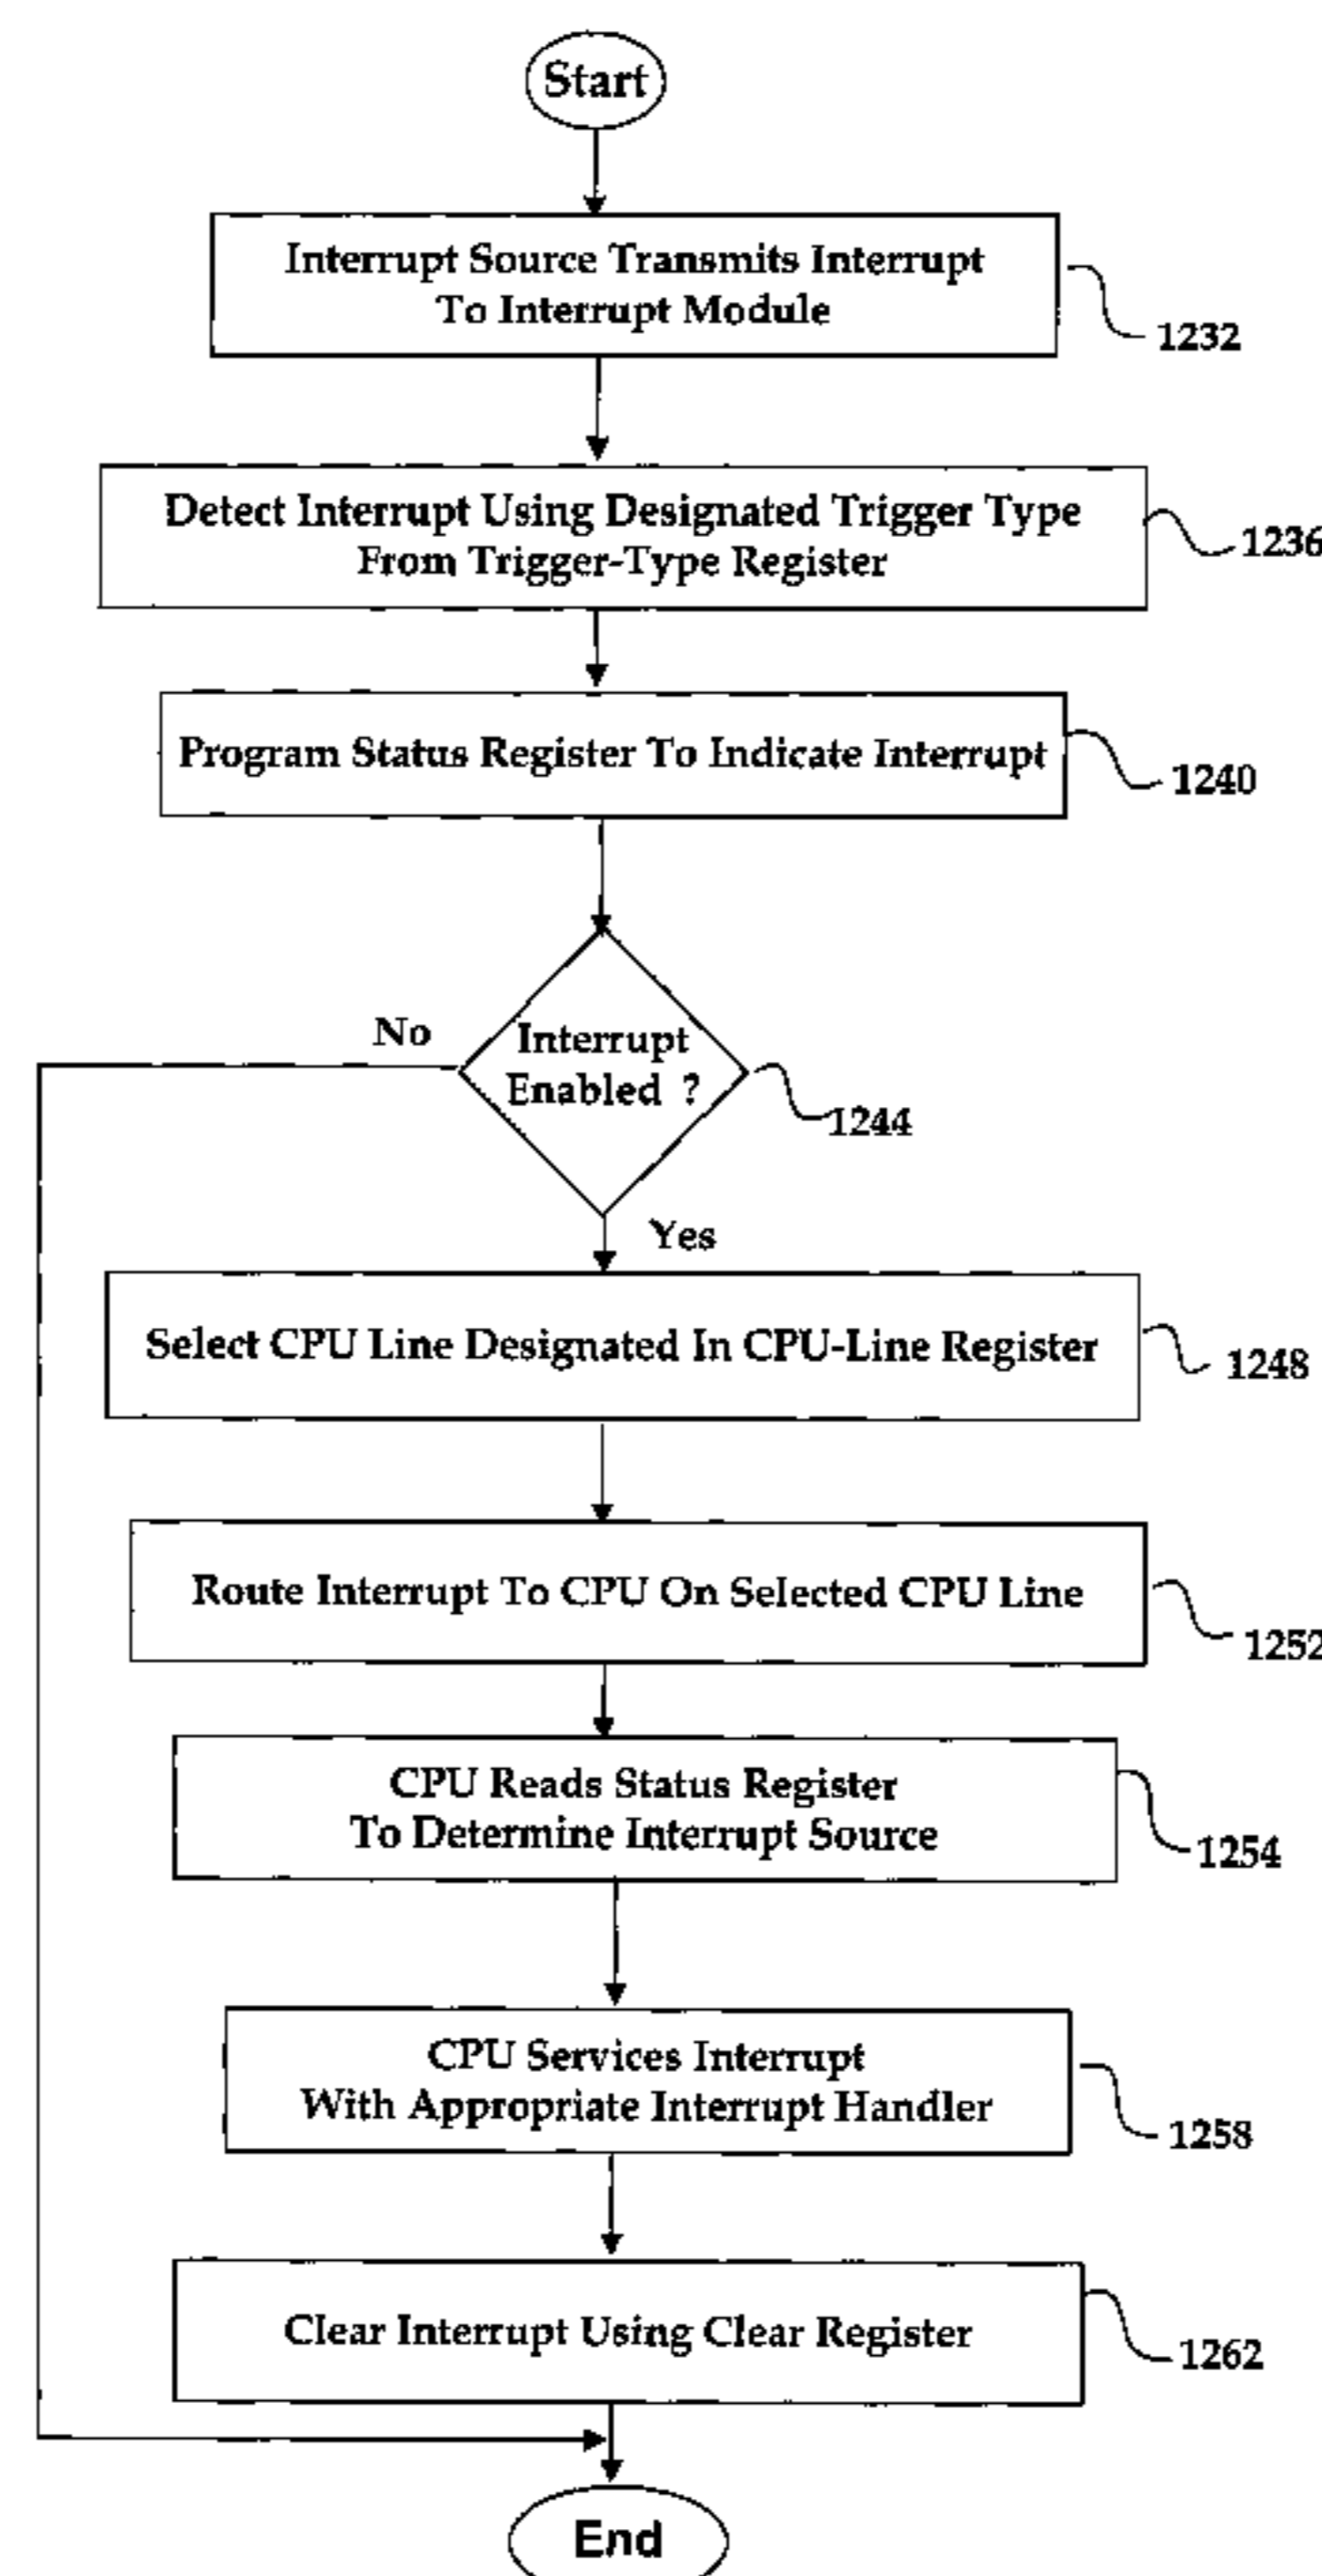 Start
Interrupt Source Transmits Interrupt
To Interrupt Module
1232
Detect Interrupt Using Designated Trigger Type
From Trigger-Type Register
1236
Program Status Register To Indicate Interrupt
1240
No
Interrupt
Enabled ?
1244
Yes
Select CPU Line Designated In CPU-Line Register
1248
Route Interrupt To CPU On Selected CPU Line
1252
CPU Reads Status Register
To Determine Interrupt Source
1254
CPU Services Interrupt
With Appropriate Interrupt Handler
1258
Clear Interrupt Using Clear Register
1262
End